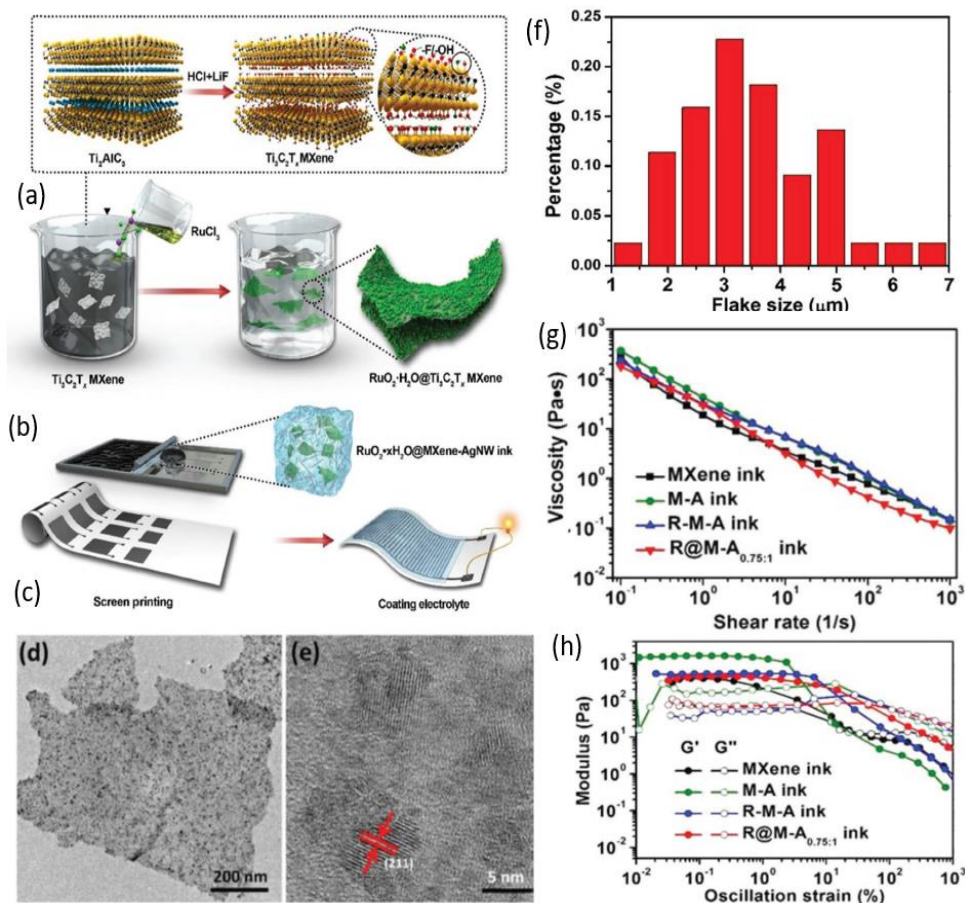 HCl+LiF
-F/-OH
Ti₃AlC₂
Ti₃C₂Tₓ MXene
(a)
RuCl₃
Ti₃C₂Tₓ MXene
RuO₂·H₂O@Ti₃C₂Tₓ MXene
(b)
RuO₂•xH₂O@MXene-AgNW ink
(c)
Screen printing
Coating electrolyte
(d)
200 nm
(e)
(211)
5 nm
(f)
Percentage (%)
0.25
0.20
0.15
0.10
0.05
0.00
1 2 3 4 5 6 7
Flake size (μm)
(g)
Viscosity (Pa•s)
10³
10²
10¹
10⁰
10⁻¹
10⁻²
MXene ink
M-A ink
R-M-A ink
R@M-A₀.₇₅:₁ ink
10⁻¹ 10⁰ 10¹ 10² 10³
Shear rate (1/s)
(h)
Modulus (Pa)
10³
10²
10¹
10⁰
10⁻¹
10⁻²
G' G"
MXene ink
M-A ink
R-M-A ink
R@M-A₀.₇₅:₁ ink
10⁻² 10⁻¹ 10⁰ 10¹ 10² 10³
Oscillation strain (%)